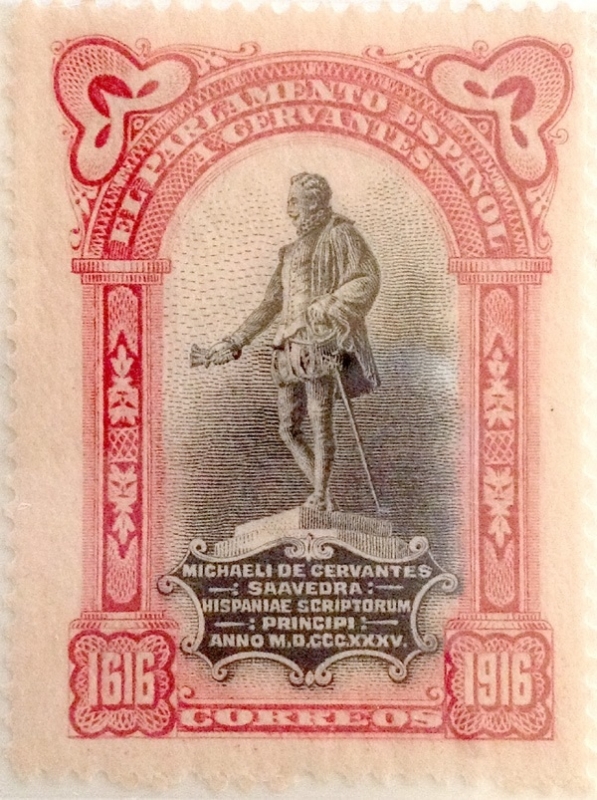 EL PARLAMENTO ESPAÑOL
A CERVANTES
MICHAELI DE CERVANTES
SAAVEDRA
HISPANIAE SCRIPTORUM
PRINCIPI
ANNO M.D.CCC.XXXV.
1616
1916
CORREOS